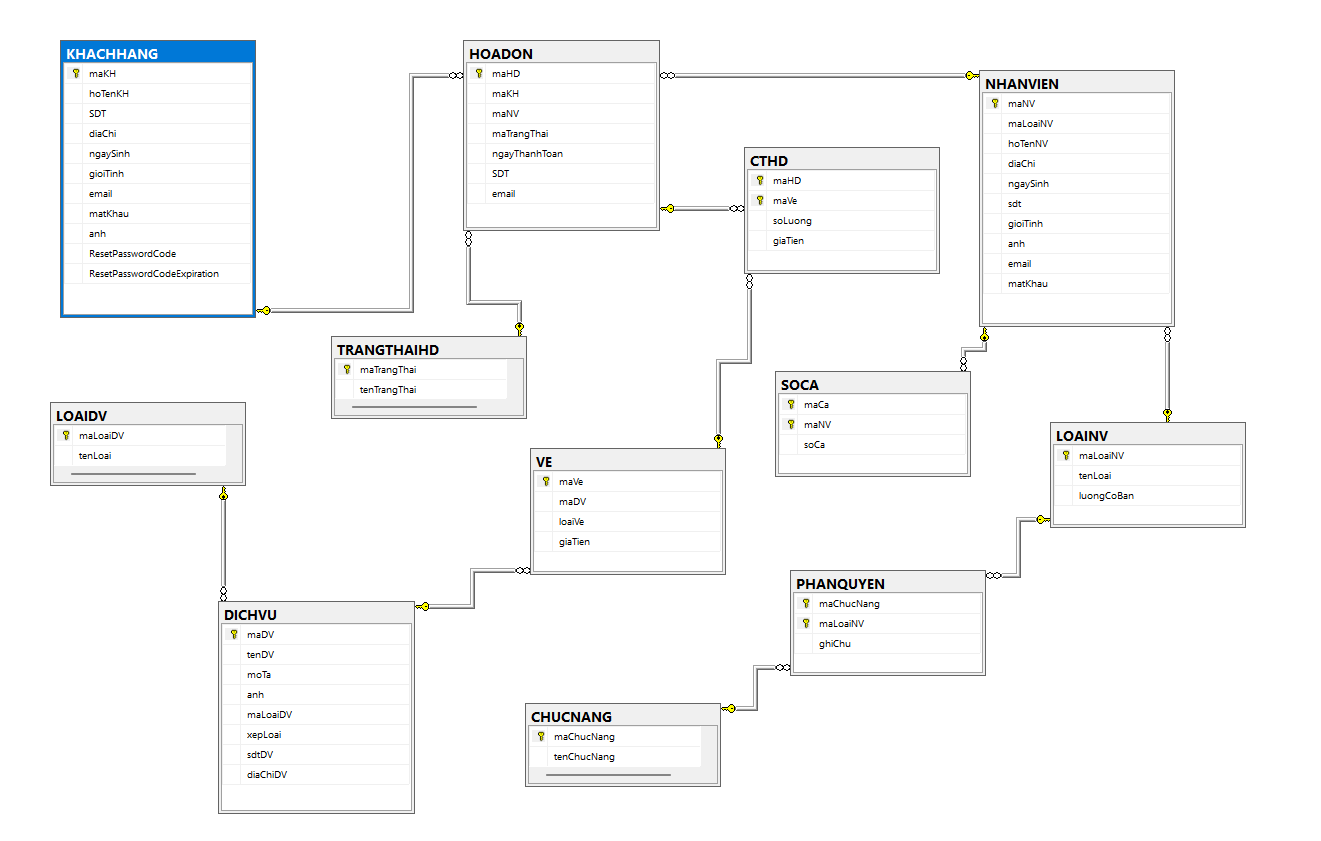 KHACHHANG
maKH
hoTenKH
SDT
diaChi
ngaySinh
gioiTinh
email
matKhau
anh
ResetPasswordCode
ResetPasswordCodeExpiration
HOADON
maHD
maKH
maNV
maTrangThai
ngayThanhToan
SDT
email
NHANVIEN
maNV
maLoaiNV
hoTenNV
diaChi
ngaySinh
sdt
gioiTinh
anh
email
matKhau
CTHD
maHD
maVe
soLuong
giaTien
TRANGTHAIHD
maTrangThai
tenTrangThai
SOCA
maCa
maNV
soCa
LOAIDV
maLoaiDV
tenLoai
LOAINV
maLoaiNV
tenLoai
luongCoBan
VE
maVe
maDV
loaiVe
giaTien
PHANQUYEN
maChucNang
maLoaiNV
ghiChu
DICHVU
maDV
tenDV
moTa
anh
maLoaiDV
xepLoai
sdtDV
diaChiDV
CHUCNANG
maChucNang
tenChucNang